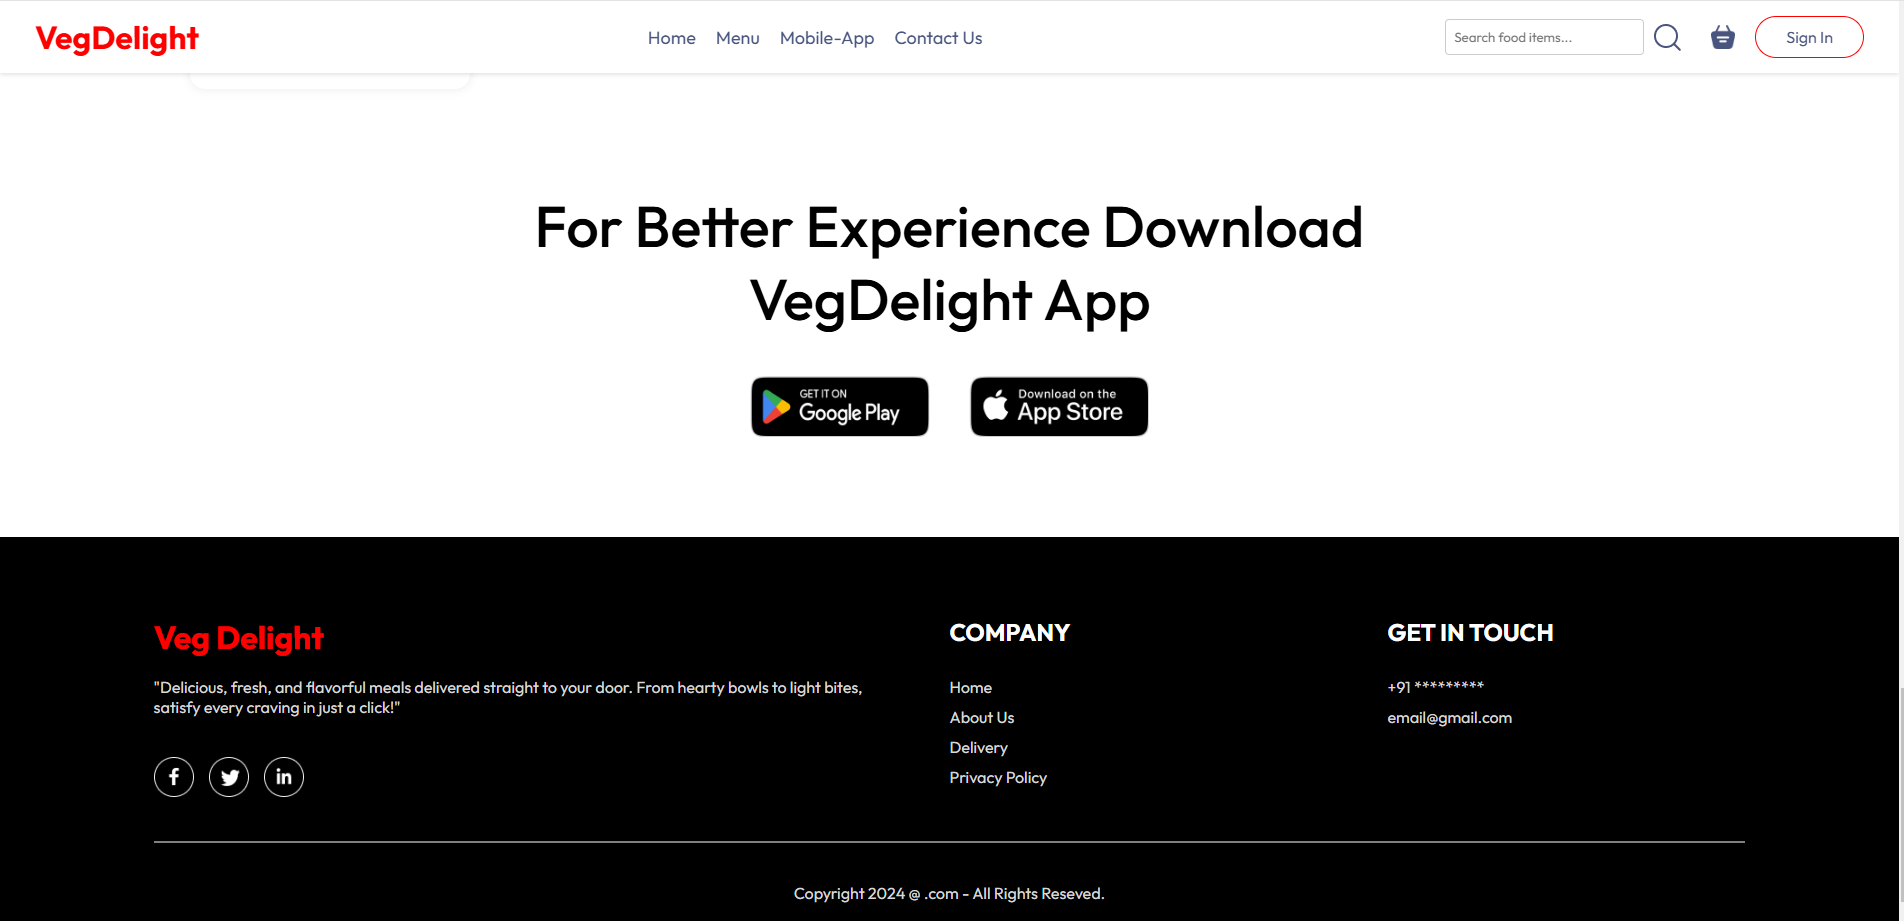 VegDelight
Home Menu Mobile-App Contact Us
Search food items...
Sign In
For Better Experience Download
VegDelight App
GET IT ON
Google Play
Download on the
App Store
Veg Delight
"Delicious, fresh, and flavorful meals delivered straight to your door. From hearty bowls to light bites,
satisfy every craving in just a click!"
f
in
COMPANY
Home
About Us
Delivery
Privacy Policy
GET IN TOUCH
+91 *********
email@gmail.com
Copyright 2024 @ .com - All Rights Reseved.